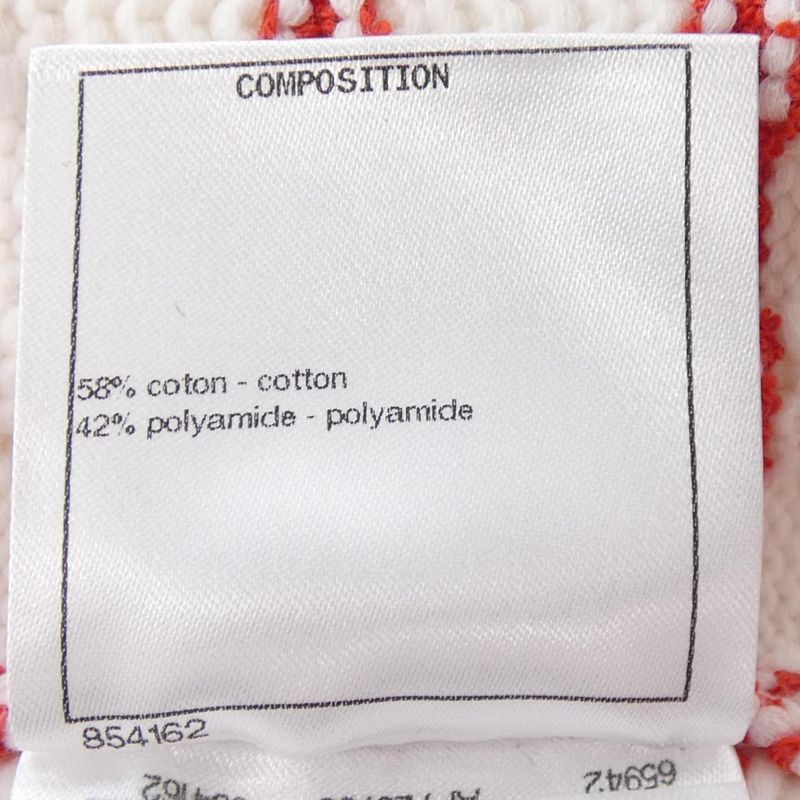 COMPOSITION
58% coton - cotton
42% polyamide - polyamide
854162